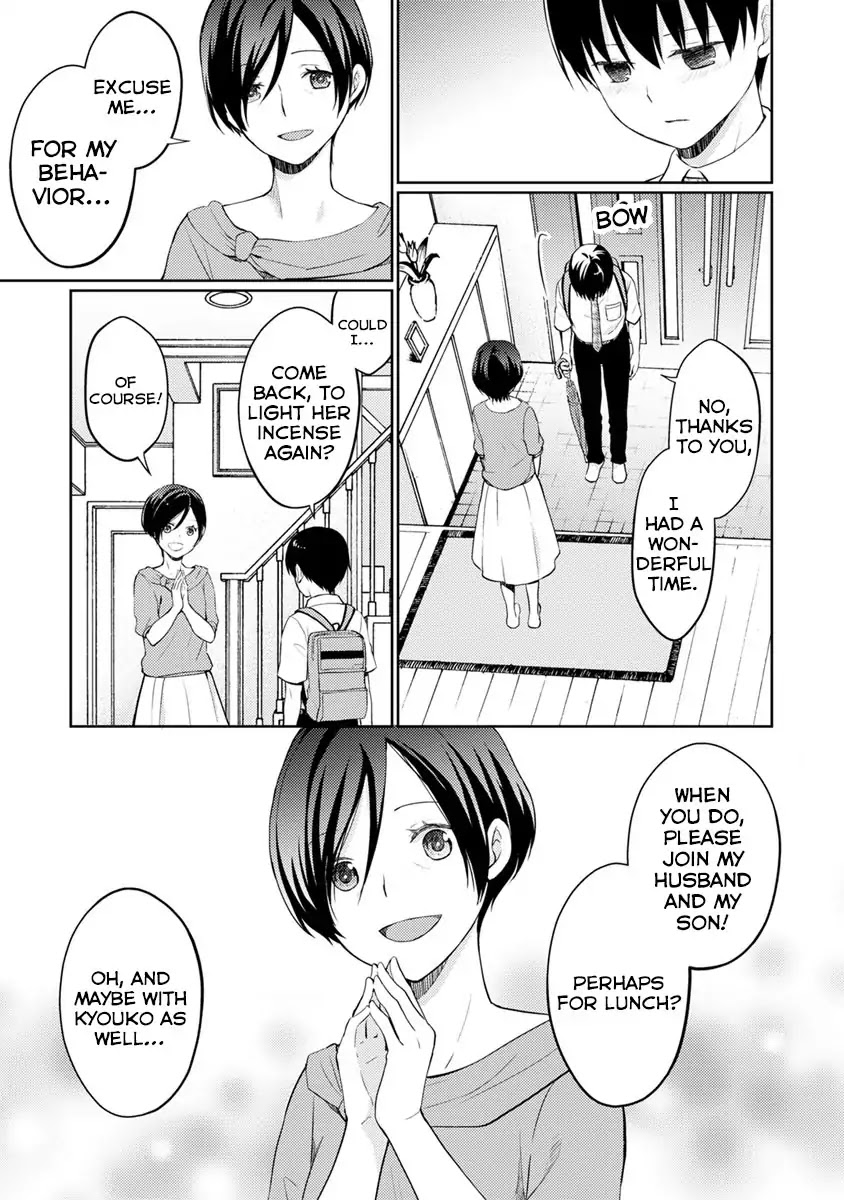 EXCUSE
ME...
FOR MY
BEHA-
VIOR...
BOW
NO,
THANKS
TO YOU,
I
HAD A
WON-
DERFUL
TIME.
COULD
I...
COME
BACK, TO
LIGHT HER
INCENSE
AGAIN?
OF
COURSE!
WHEN
YOU DO,
PLEASE
JOIN MY
HUSBAND
AND MY
SON!
PERHAPS
FOR LUNCH?
OH, AND
MAYBE WITH
KYOUKO AS
WELL...